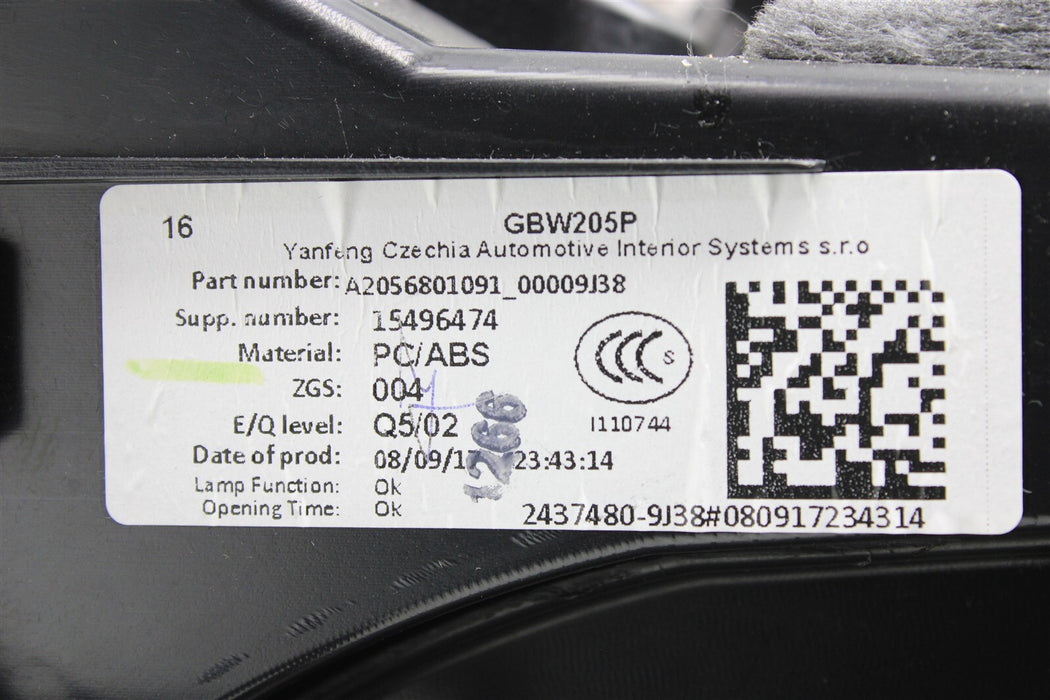 16 GBW205P
Yanfeng Czechia Automotive Interior Systems s.r.o
Part number: A2056801091_00009J38
Supp. number: 15496474
Material: PC/ABS
ZGS: 004
E/Q level: Q5/02
Date of prod: 08/09/17 23:43:14
Lamp Function: Ok
Opening Time: Ok
CCC S
I110744
2437480-9J38#080917234314